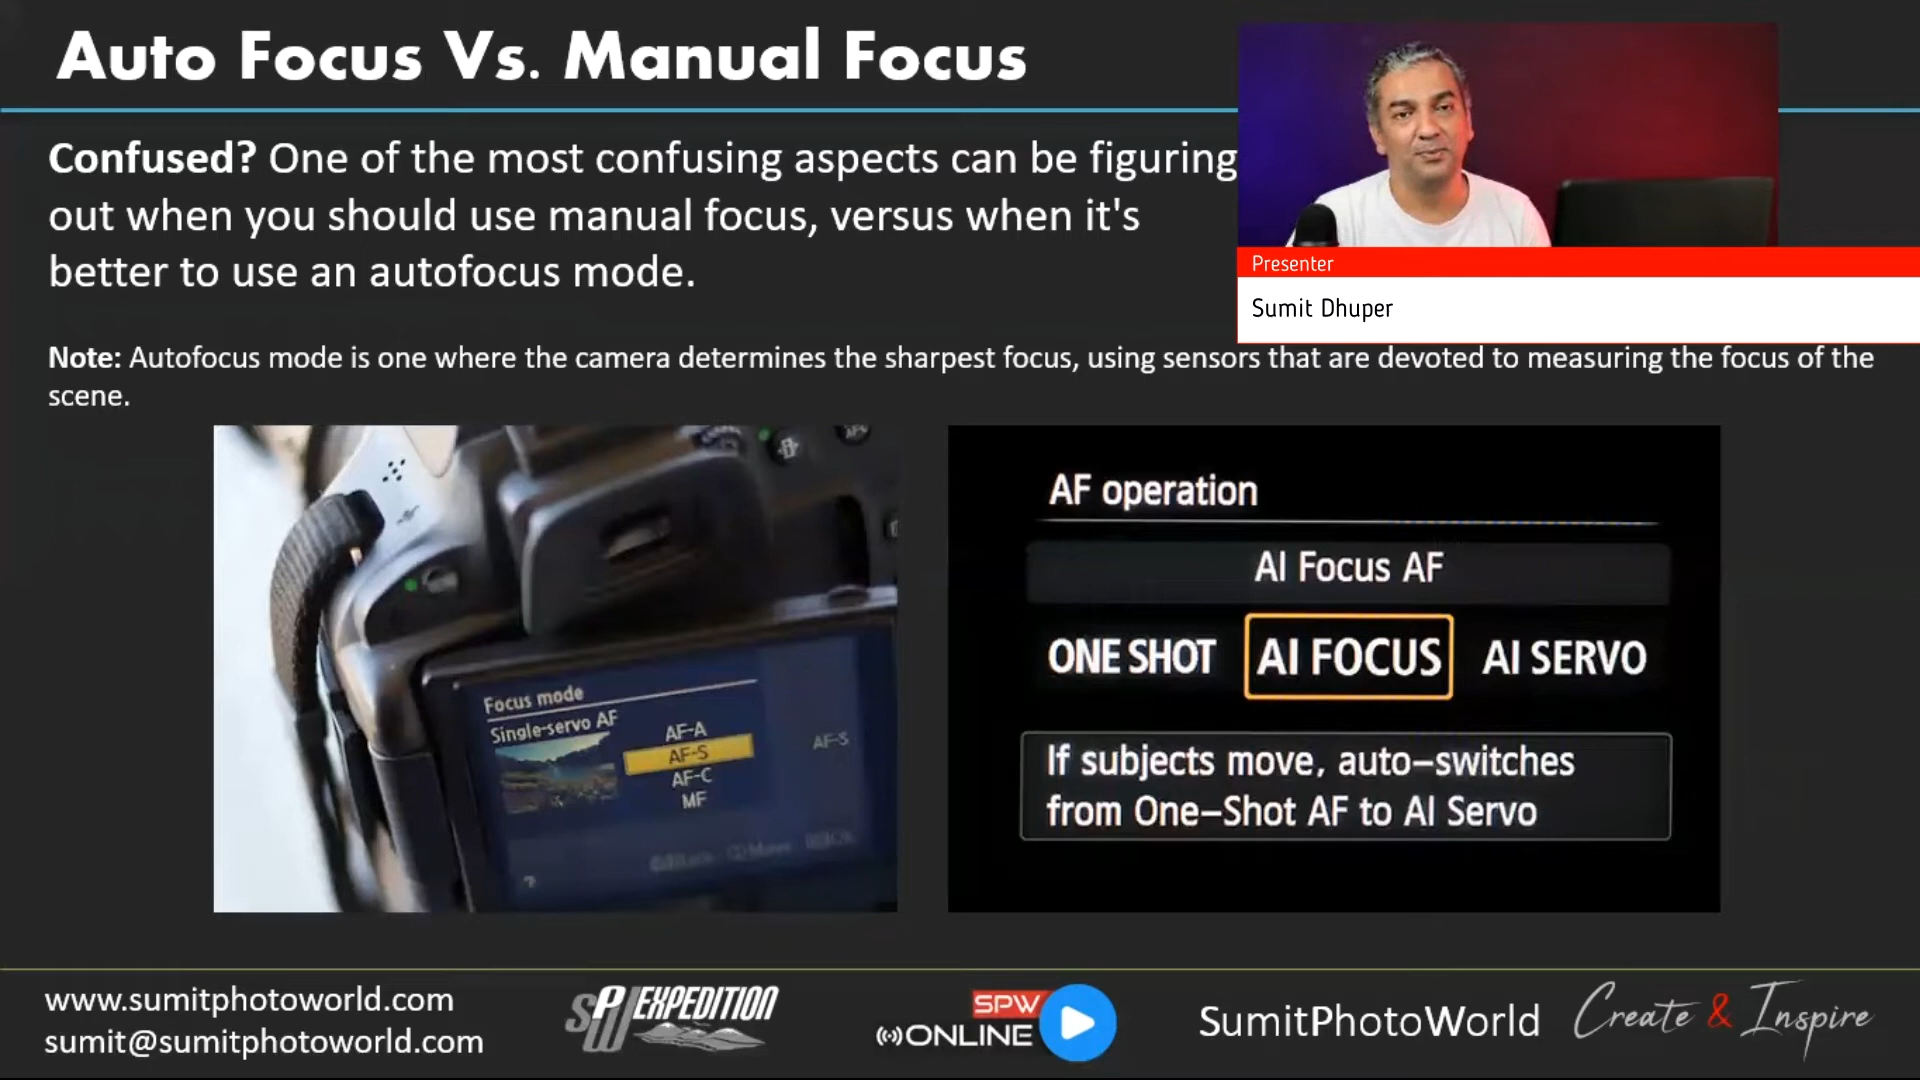 Auto Focus Vs. Manual Focus
Confused? One of the most confusing aspects can be figuring
out when you should use manual focus, versus when it's
better to use an autofocus mode.
Presenter
Sumit Dhuper
Note: Autofocus mode is one where the camera determines the sharpest focus, using sensors that are devoted to measuring the focus of the
scene.
Focus mode
Single-servo AF
AF-A
AF-S
AF-S
AF-C
MF
?
AF operation
AI Focus AF
ONE SHOT AI FOCUS AI SERVO
If subjects move, auto-switches
from One-Shot AF to AI Servo
www.sumitphotoworld.com
sumit@sumitphotoworld.com
SPW EXPEDITION
SPW
ONLINE
SumitPhotoWorld
Create & Inspire